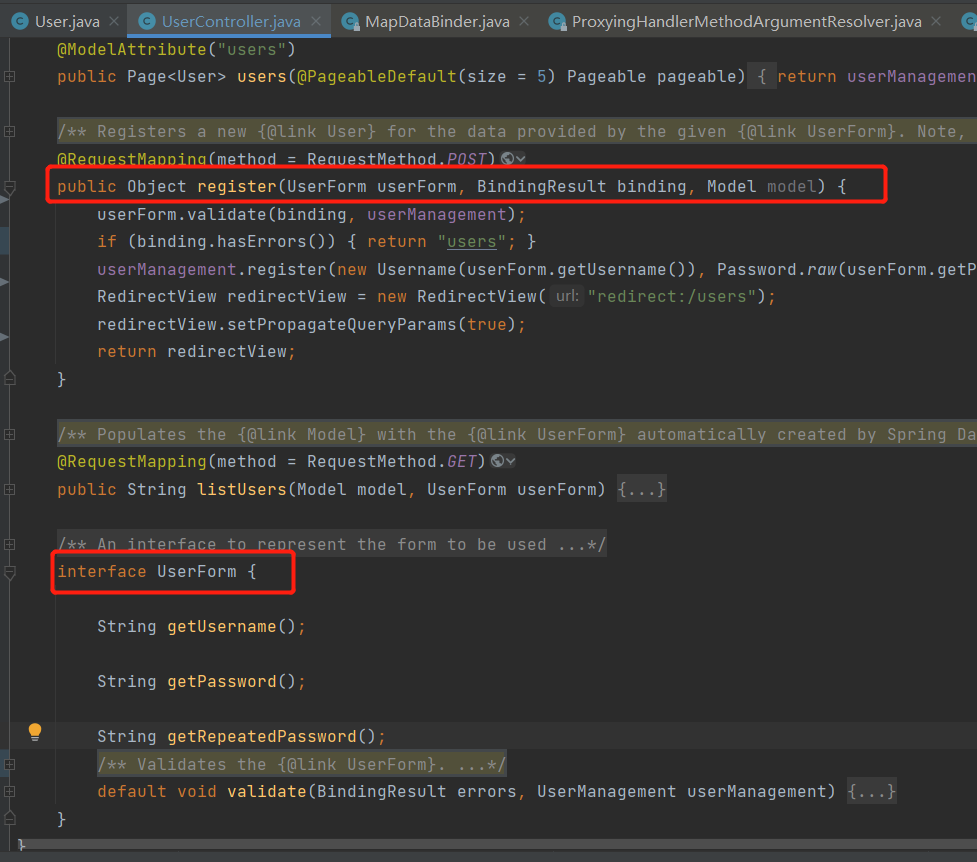 User.java UserController.java MapDataBinder.java ProxyingHandlerMethodArgumentResolver.java
@ModelAttribute("users")
public Page<User> users(@PageableDefault(size = 5) Pageable pageable) { return userManagemen
/** Registers a new {@link User} for the data provided by the given {@link UserForm}. Note,
@RequestMapping(method = RequestMethod.POST)
public Object register(UserForm userForm, BindingResult binding, Model model) {
userForm.validate(binding, userManagement);
if (binding.hasErrors()) { return "users"; }
userManagement.register(new Username(userForm.getUsername()), Password.raw(userForm.getP
RedirectView redirectView = new RedirectView( url: "redirect:/users");
redirectView.setPropagateQueryParams(true);
return redirectView;
}
/** Populates the {@link Model} with the {@link UserForm} automatically created by Spring Da
@RequestMapping(method = RequestMethod.GET)
public String listUsers(Model model, UserForm userForm) {...}
/** An interface to represent the form to be used ...*/
interface UserForm {
String getUsername();
String getPassword();
String getRepeatedPassword();
/** Validates the {@link UserForm}. ...*/
default void validate(BindingResult errors, UserManagement userManagement) {...}
}
}